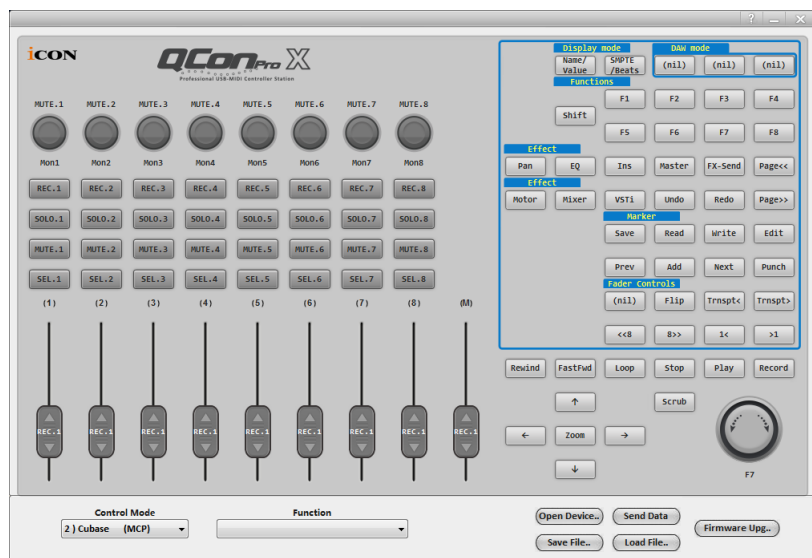 ? _ ×
iCON
QCon Pro X
Professional USB-MIDI Controller Station
Display mode
DAW mode
Name/
Value
SMPTE
/Beats
(nil) (nil) (nil)
Functions
Shift
F1 F2 F3 F4
F5 F6 F7 F8
Effect
Pan EQ Ins Master FX-Send Page<<
Effect
Motor Mixer VSTi Undo Redo Page>>
Marker
Save Read Write Edit
Prev Add Next Punch
Fader Controls
(nil) Flip Trnspt< Trnspt>
<<8 8>> 1< >1
Rewind FastFwd Loop Stop Play Record
↑ Scrub
← Zoom →
↓
F7
MUTE.1 MUTE.2 MUTE.3 MUTE.4 MUTE.5 MUTE.6 MUTE.7 MUTE.8
Mon1 Mon2 Mon3 Mon4 Mon5 Mon6 Mon7 Mon8
REC.1 REC.2 REC.3 REC.4 REC.5 REC.6 REC.7 REC.8
SOLO.1 SOLO.2 SOLO.3 SOLO.4 SOLO.5 SOLO.6 SOLO.7 SOLO.8
MUTE.1 MUTE.2 MUTE.3 MUTE.4 MUTE.5 MUTE.6 MUTE.7 MUTE.8
SEL.1 SEL.2 SEL.3 SEL.4 SEL.5 SEL.6 SEL.7 SEL.8
(1) (2) (3) (4) (5) (6) (7) (8) (M)
REC.1 REC.1 REC.1 REC.1 REC.1 REC.1 REC.1 REC.1 REC.1
Control Mode
2 ) Cubase (MCP)
Function
Open Device.. Send Data
Save File.. Load File..
Firmware Upg..